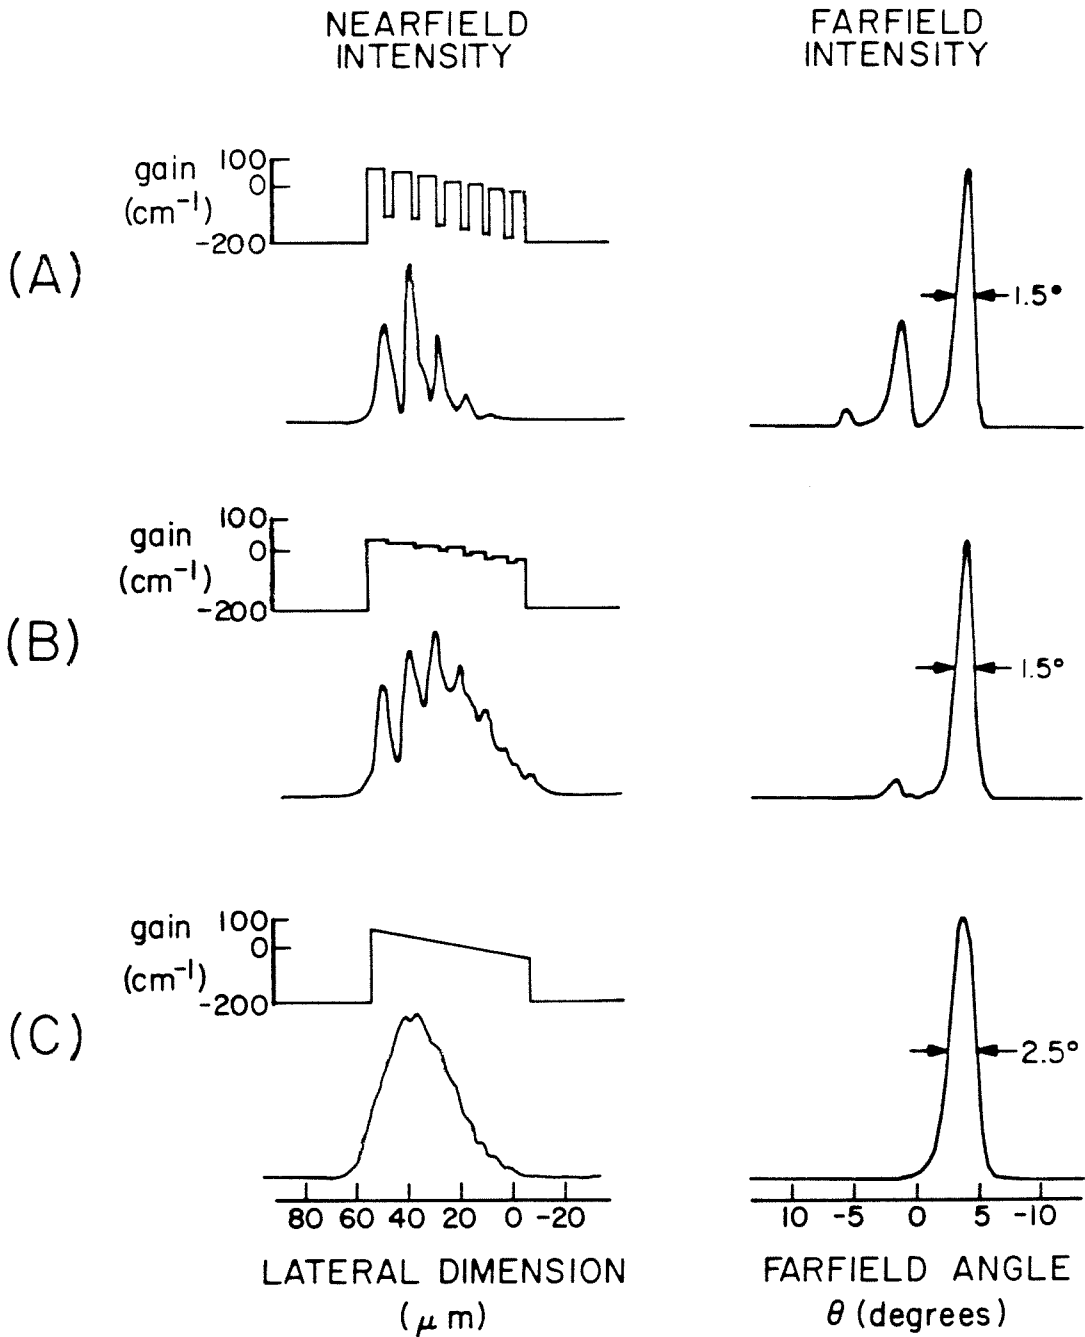 NEARFIELD
INTENSITY
FARFIELD
INTENSITY
(A)
gain
(cm⁻¹)
100
0
-200
1.5°
(B)
gain
(cm⁻¹)
100
0
-200
1.5°
(C)
gain
(cm⁻¹)
100
0
-200
2.5°
80 60 40 20 0 -20
10 -5 0 5 -10
LATERAL DIMENSION
(μm)
FARFIELD ANGLE
θ (degrees)